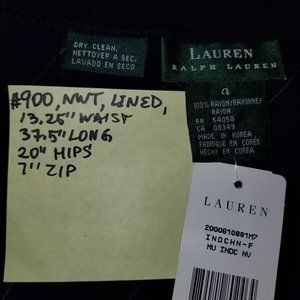 DRY CLEAN.
NETTOYER A SEC.
LAVADO EN SECO
LAUREN
RALPH LAUREN
4
100% RAYON/RAYONNE/
RAYON
RN 54050
CA 08349
MADE IN KOREA
FABRIQUE EN CORÉE
HECHO EN COREA
#900, NWT, LINED,
13.25" WAIST
37.5" LONG
20" HIPS
7" ZIP
LAUREN
2000610881M7
INDCHN-F
MU INDC NV